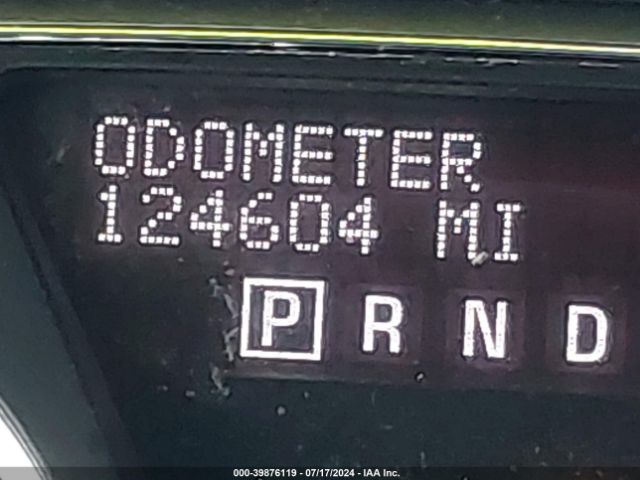 ODOMETER
124604 MI
P R N D
000-39876119 - 07/17/2024 - IAA Inc.